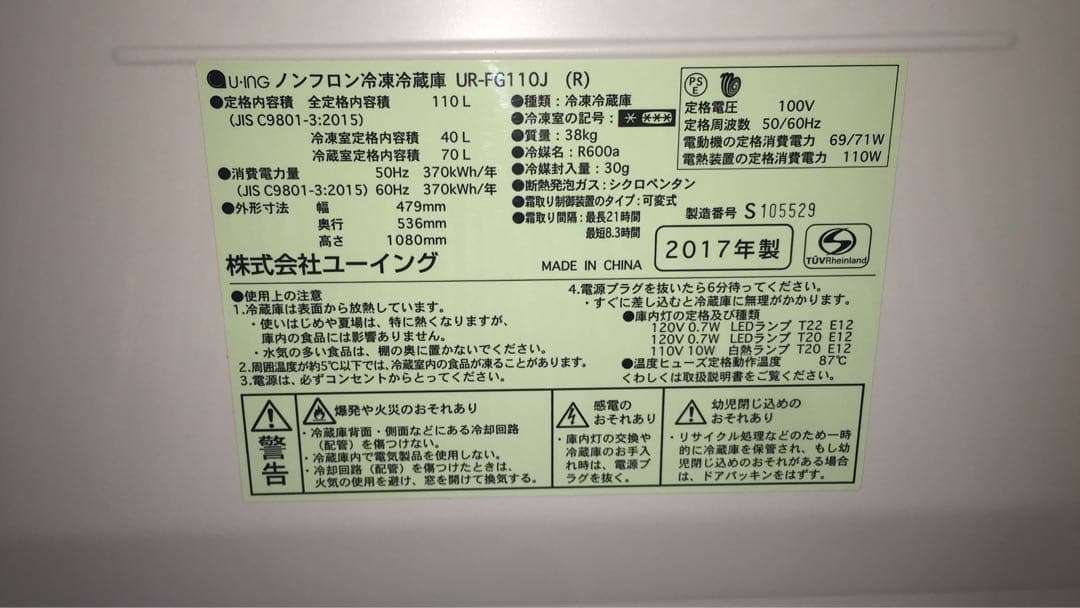 U-ING ノンフロン冷凍冷蔵庫 UR-FG110J (R)
●定格内容積 全定格内容積 110L
(JIS C9801-3:2015)
冷凍室定格内容積 40L
冷蔵室定格内容積 70L
●消費電力量 50Hz 370kWh/年
(JIS C9801-3:2015) 60Hz 370kWh/年
●外形寸法 幅 479mm
奥行 536mm
高さ 1080mm
株式会社ユーイング
●種類:冷凍冷蔵庫
●冷凍室の記号:* ***
●質量:38kg
●冷媒名:R600a
●冷媒封入量:30g
●断熱発泡ガス:シクロペンタン
●霜取り制御装置のタイプ:可変式
●霜取り間隔:最長21時間
最短8.3時間
MADE IN CHINA
PSE
定格電圧 100V
定格周波数 50/60Hz
電動機の定格消費電力 69/71W
電熱装置の定格消費電力 110W
製造番号 S105529
2017年製
TÜVRheinland
●使用上の注意
1.冷蔵庫は表面から放熱しています。
・使いはじめや夏場は、特に熱くなりますが、
庫内の食品には影響ありません。
・水気の多い食品は、棚の奥に置かないでください。
2.周囲温度が約5℃以下では、冷蔵室内の食品が凍ることがあります。
3.電源は、必ずコンセントからとってください。
4.電源プラグを抜いたら6分待ってください。
・すぐに差し込むと冷蔵庫に無理がかかります。
●庫内灯の定格及び種類
120V 0.7W LEDランプ T22 E12
120V 0.7W LEDランプ T20 E12
110V 10W 白熱ランプ T20 E12
●温度ヒューズ定格動作温度 87℃
くわしくは取扱説明書をご覧ください。
警告
爆発や火災のおそれあり
・冷蔵庫背面・側面などにある冷却回路
(配管)を傷つけない。
・冷蔵庫内で電気製品を使用しない。
・冷却回路(配管)を傷つけたときは、
火気の使用を避け、窓を開けて換気する。
感電の
おそれあり
・庫内灯の交換や
冷蔵庫のお手入
れ時は、電源プ
ラグを抜く。
幼児閉じ込めの
おそれあり
・リサイクル処理などのため一時
的に冷蔵庫を保管され、もし幼
児閉じ込めのおそれがある場合
は、ドアパッキンをはずす。